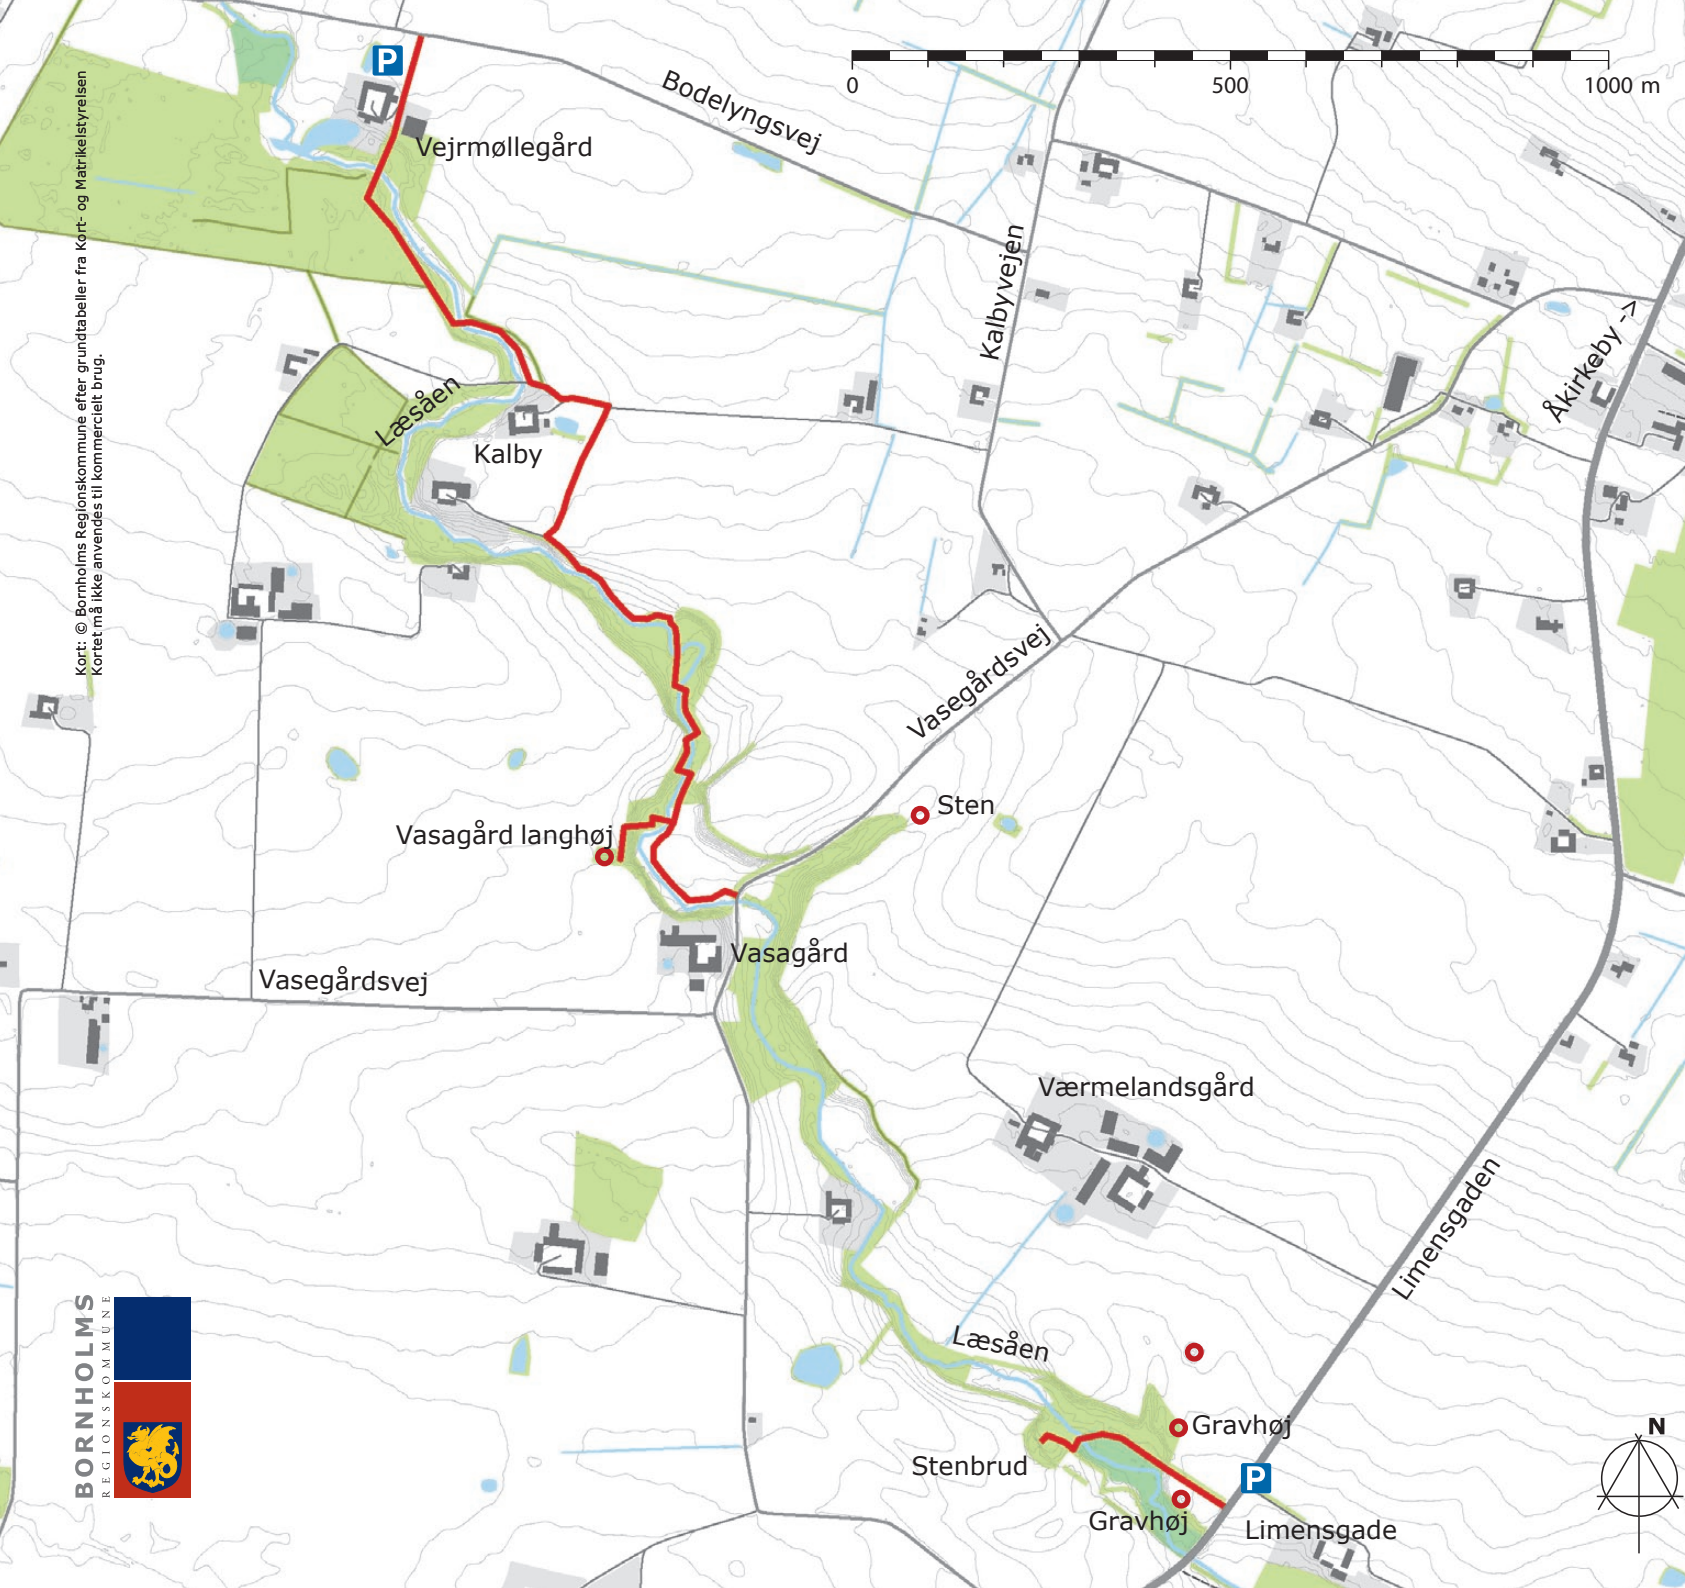 P
0
500
1000 m
Bodelyngsvej
Vejrmøllegård
Kalbyvejen
Åkirkeby ->
Læsåen
Kalby
Kort: © Bornholms Regionskommune efter grundtabeller fra Kort- og Matrikelstyrelsen
Kortet må ikke anvendes til kommercielt brug.
Vasegårdsvej
Sten
Vasagård langhøj
Vasagård
Vasegårdsvej
Værmelandsgård
Limensgaden
Læsåen
Gravhøj
Stenbrud
P
Gravhøj
Limensgade
N
BORNHOLMS
REGIONSKOMMUNE